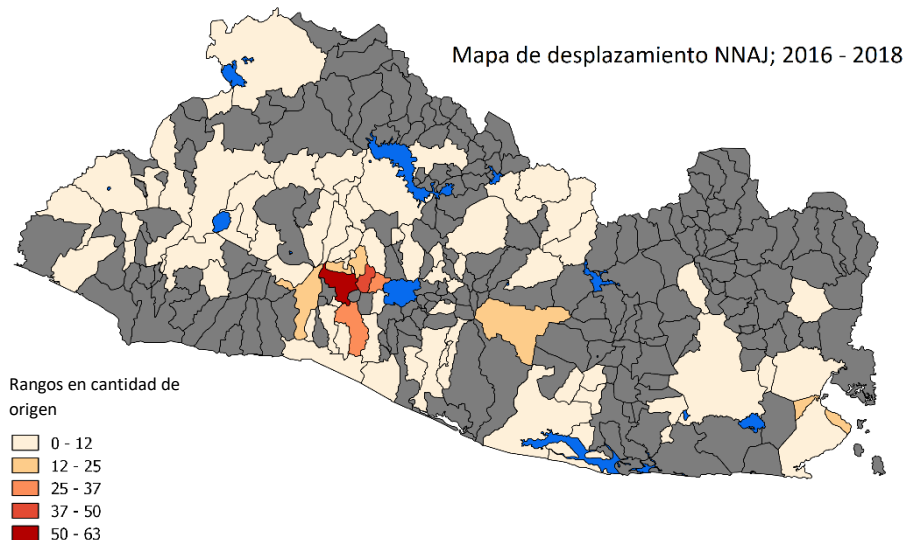 Mapa de desplazamiento NNAJ; 2016 - 2018
Rangos en cantidad de
origen
0 - 12
12 - 25
25 - 37
37 - 50
50 - 63